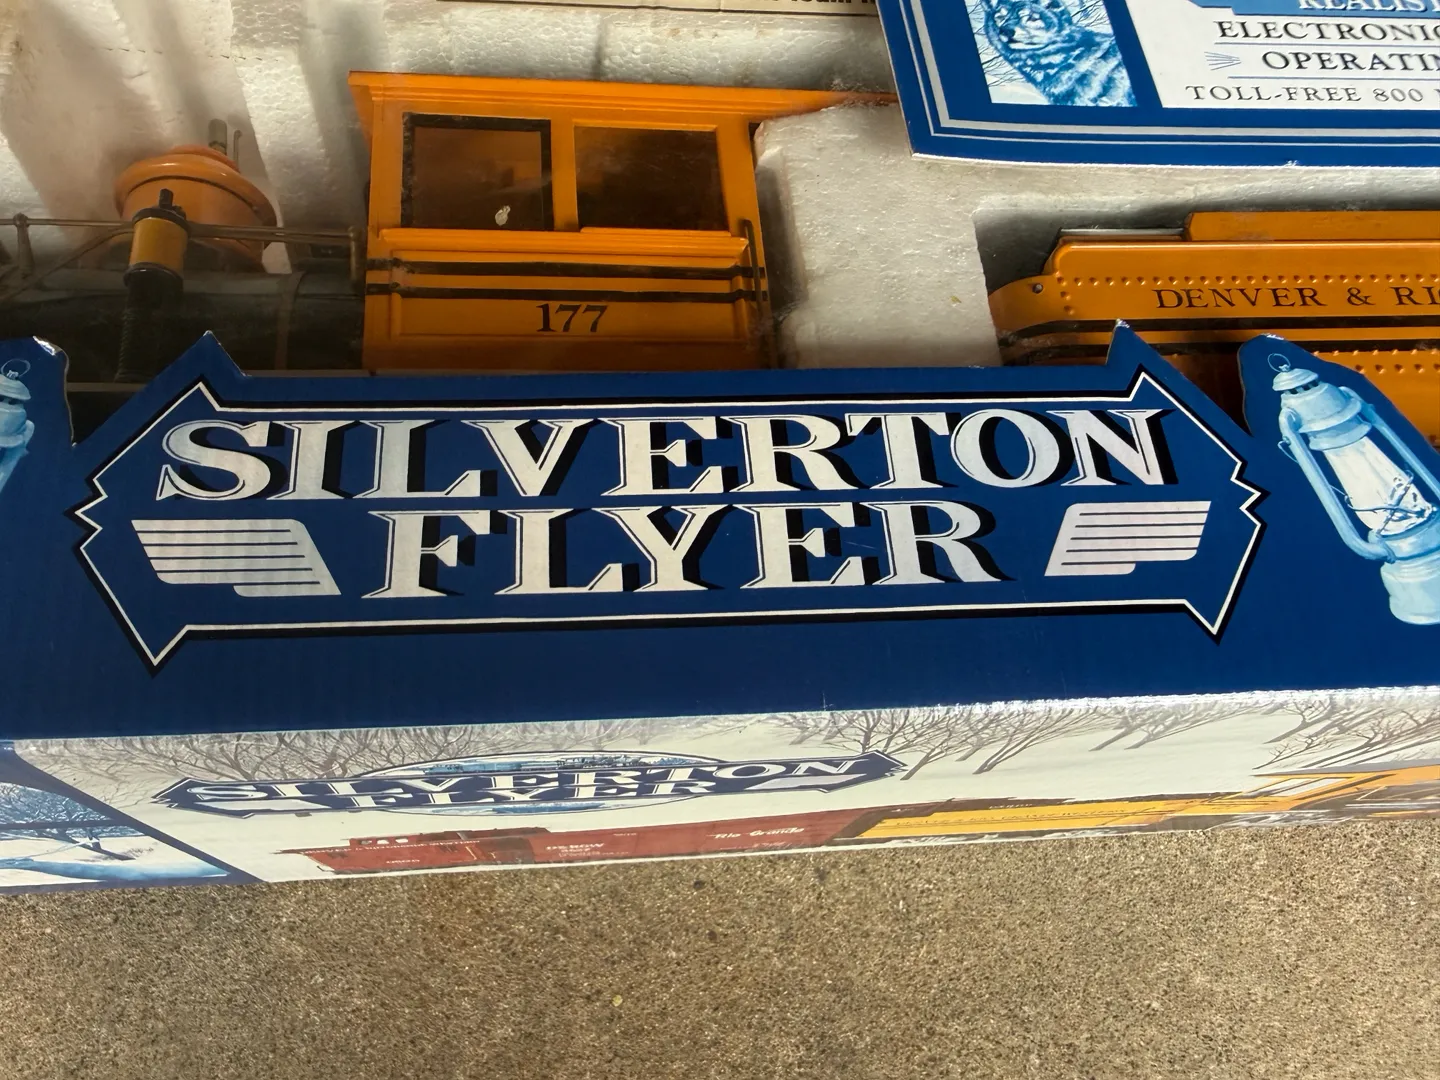 ELECTRONIC
OPERATIN
TOLL-FREE 800
177
DENVER & RI
SILVERTON
FLYER
SILVERTON
FLYER
Rio Grande